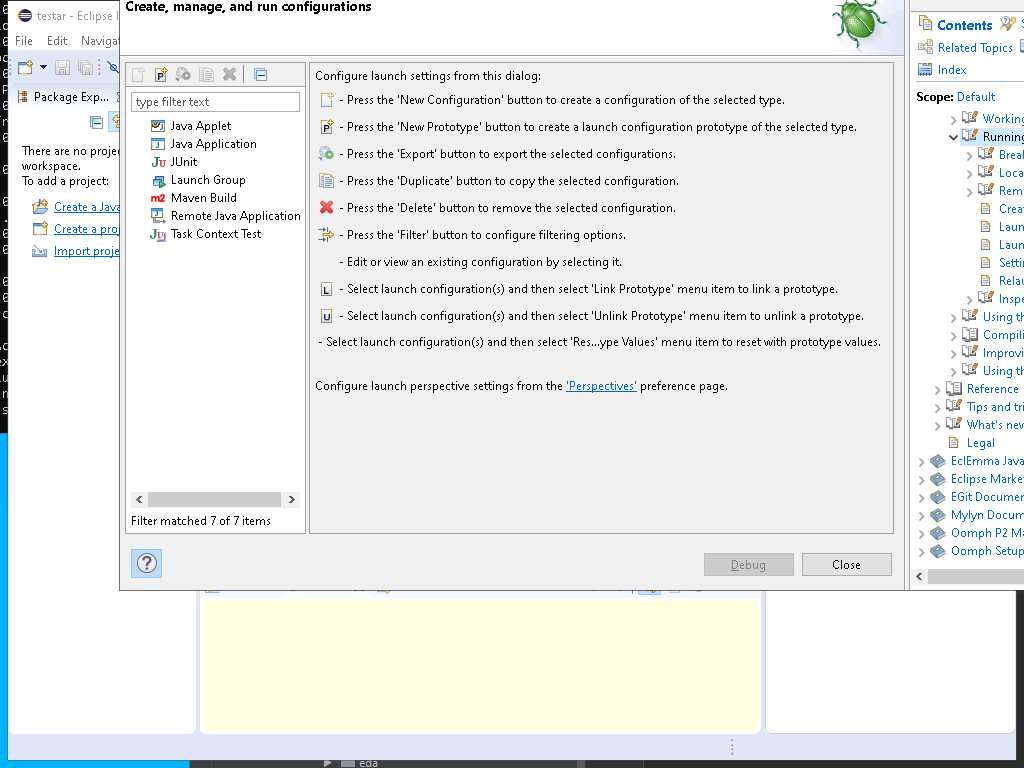 Create, manage, and run configurations
testar - Eclipse
File Edit Naviga
Package Exp...
There are no proje
workspace.
To add a project:
Create a Java
Create a proj
Import proje
type filter text
Java Applet
Java Application
JUnit
Launch Group
Maven Build
Remote Java Application
Task Context Test
Filter matched 7 of 7 items
Configure launch settings from this dialog:
- Press the 'New Configuration' button to create a configuration of the selected type.
- Press the 'New Prototype' button to create a launch configuration prototype of the selected type.
- Press the 'Export' button to export the selected configurations.
- Press the 'Duplicate' button to copy the selected configuration.
- Press the 'Delete' button to remove the selected configuration.
- Press the 'Filter' button to configure filtering options.
- Edit or view an existing configuration by selecting it.
- Select launch configuration(s) and then select 'Link Prototype' menu item to link a prototype.
- Select launch configuration(s) and then select 'Unlink Prototype' menu item to unlink a prototype.
- Select launch configuration(s) and then select 'Res...ype Values' menu item to reset with prototype values.
Configure launch perspective settings from the 'Perspectives' preference page.
Debug
Close
Contents
Related Topics
Index
Scope: Default
Working
Running
Break
Loca
Rem
Creat
Laun
Laun
Settin
Relau
Inspe
Using th
Compili
Improvi
Using th
Reference
Tips and tri
What's new
Legal
EclEmma Java
Eclipse Marke
EGit Documen
Mylyn Docum
Oomph P2 Ma
Oomph Setup
eda